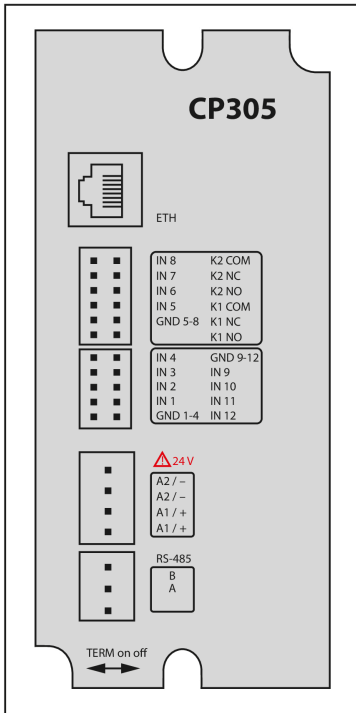 CP305
ETH
IN 8 K2 COM
IN 7 K2 NC
IN 6 K2 NO
IN 5 K1 COM
GND 5-8 K1 NC
K1 NO
IN 4 GND 9-12
IN 3 IN 9
IN 2 IN 10
IN 1 IN 11
GND 1-4 IN 12
24 V
A2 / –
A2 / –
A1 / +
A1 / +
RS-485
B
A
TERM on off